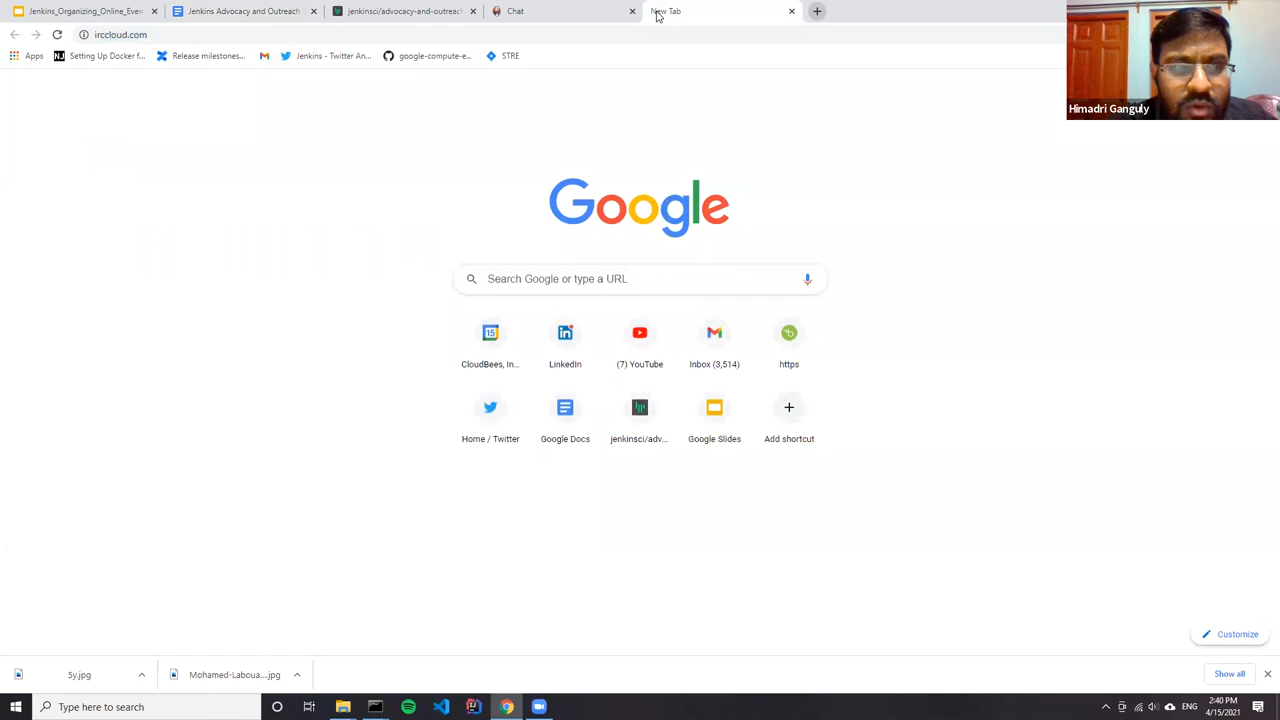 Jenkins_Organizing_Online_Ever
Jenkins Advocacy and Outreach
jenkinsci/advocacy-and-outreach
Chat
New Tab
irccloud.com
Apps
Setting Up Docker f...
Release milestones...
Jenkins - Twitter An...
google-compute-e...
STRE
Himadri Ganguly
Google
Search Google or type a URL
15
CloudBees, In...
LinkedIn
(7) YouTube
Inbox (3,514)
https
Home / Twitter
Google Docs
jenkinsci/adv...
Google Slides
Add shortcut
Customize
5y.jpg
Mohamed-Laboua....jpg
Show all
Type here to search
ENG
2:40 PM
4/15/2021